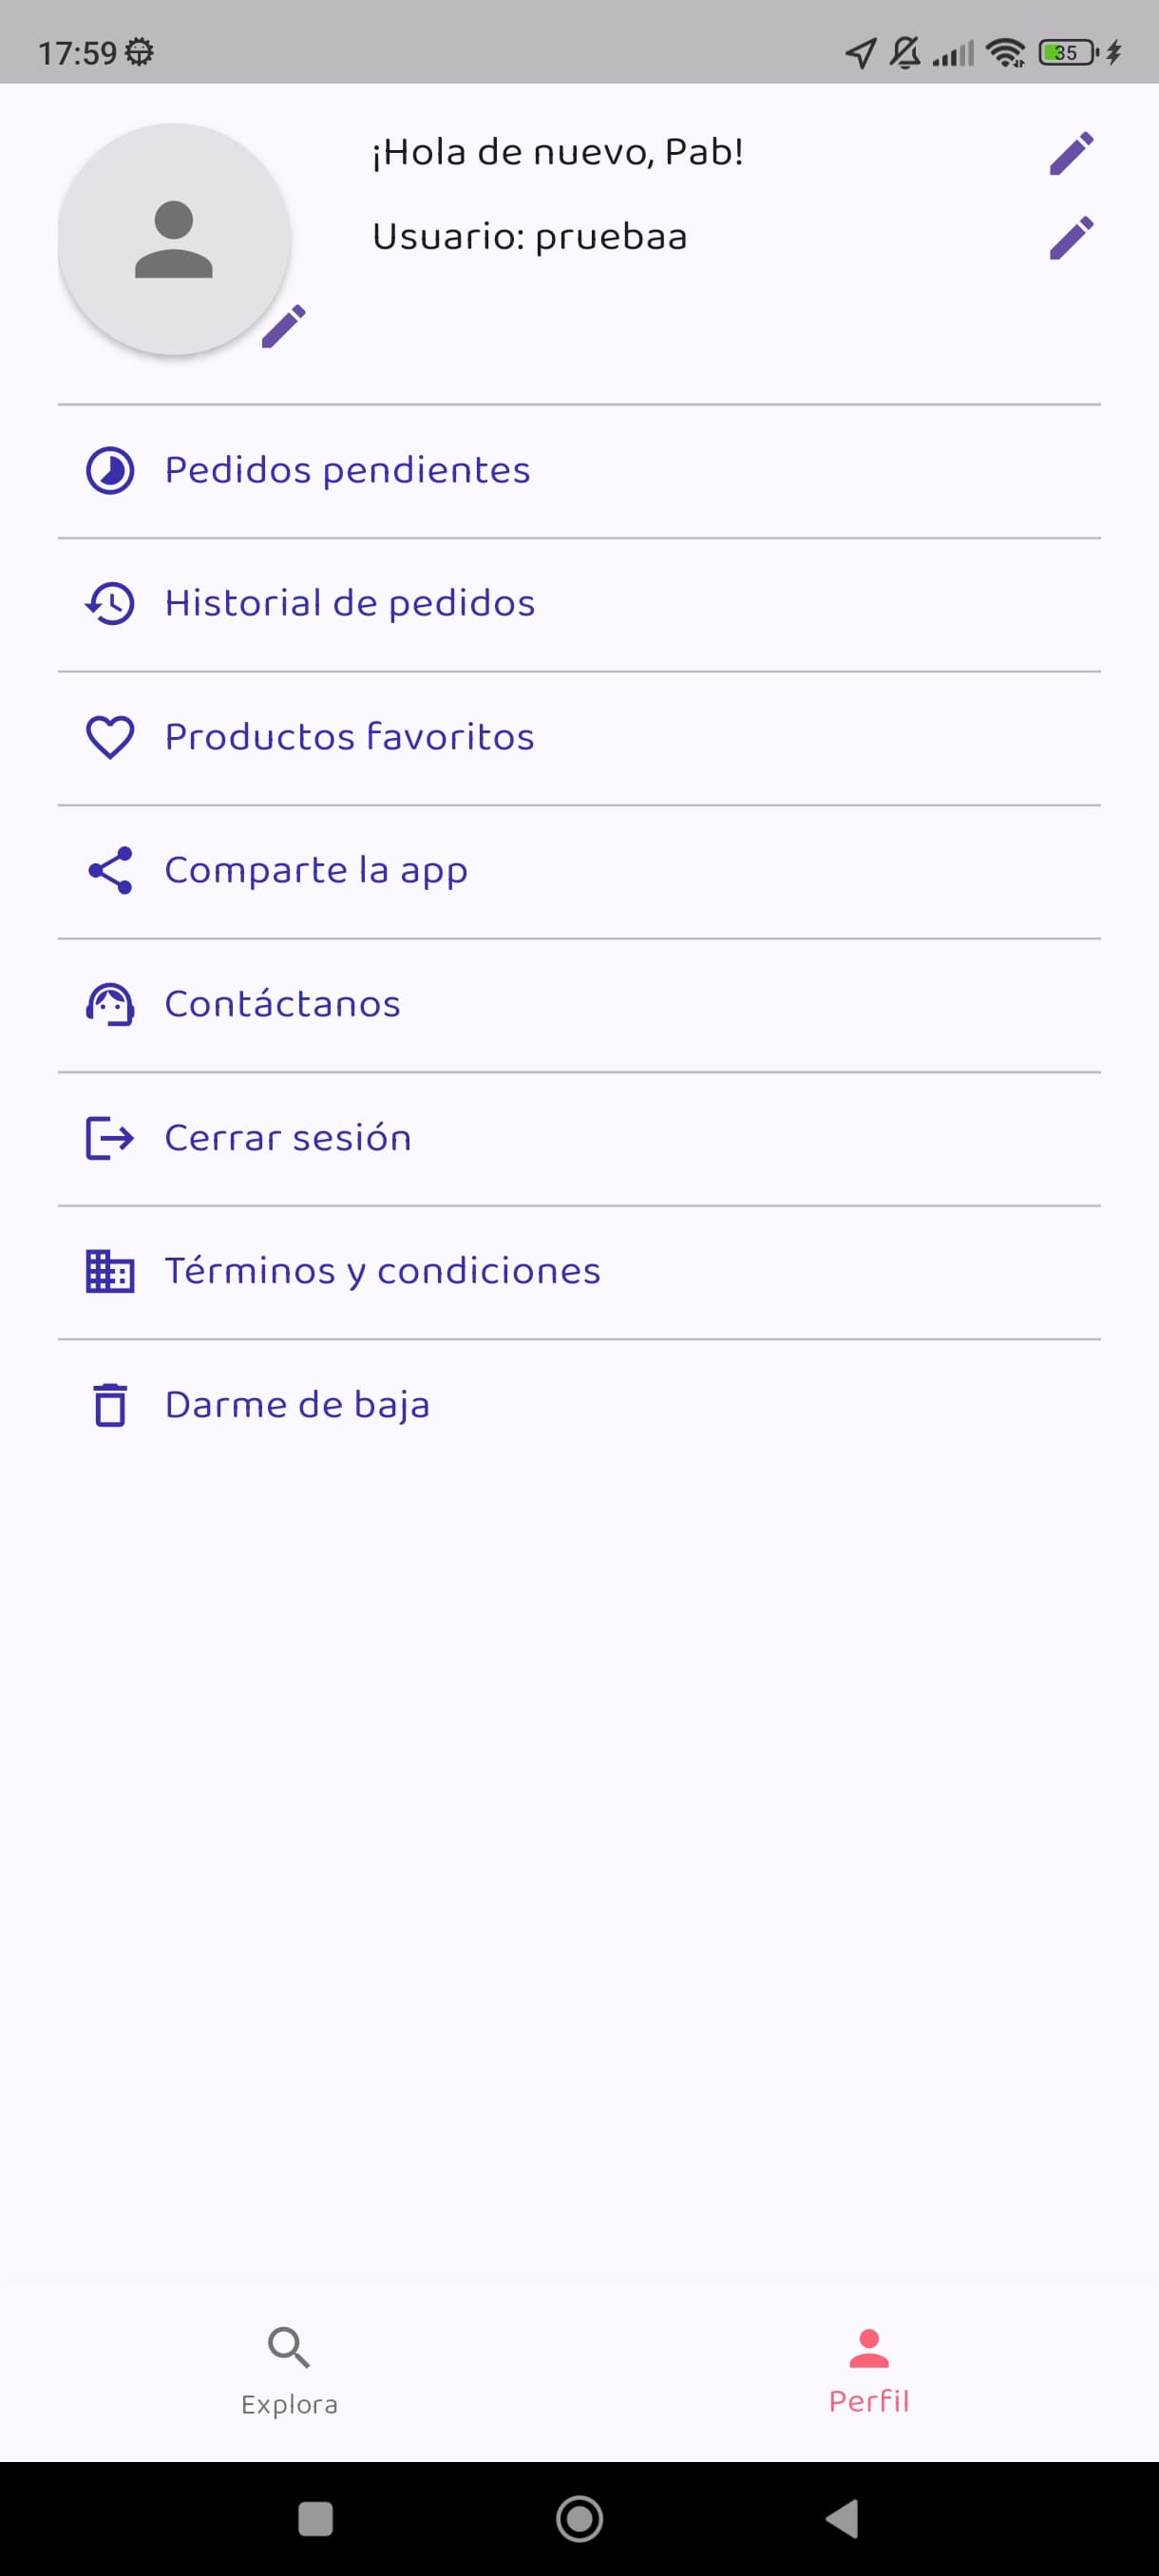 17:59
35
¡Hola de nuevo, Pab!
Usuario: pruebaa
Pedidos pendientes
Historial de pedidos
Productos favoritos
Comparte la app
Contáctanos
Cerrar sesión
Términos y condiciones
Darme de baja
Explora
Perfil